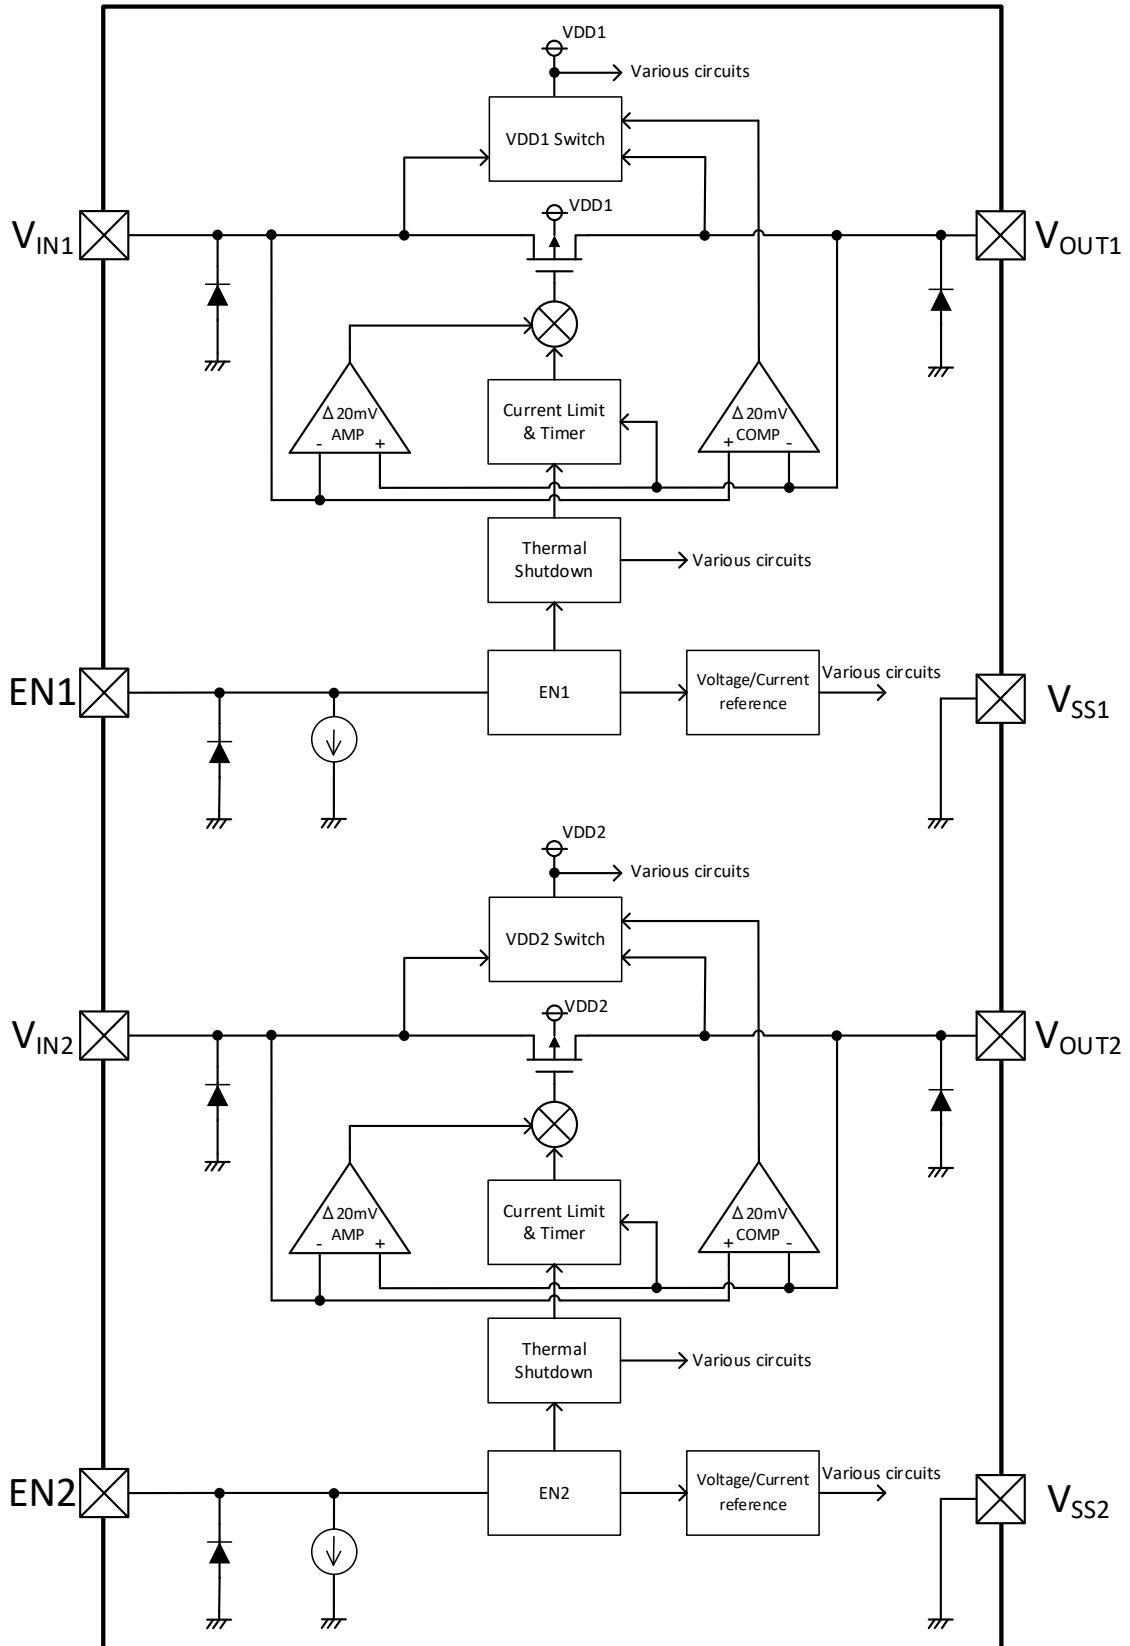 VDD1
Various circuits
VDD1 Switch
VDD1
VIN1
VOUT1
Δ20mV
AMP
- +
Current Limit
& Timer
Δ20mV
COMP
+ -
Thermal
Shutdown
Various circuits
EN1
EN1
Voltage/Current
reference
Various circuits
VSS1
VDD2
Various circuits
VDD2 Switch
VDD2
VIN2
VOUT2
Δ20mV
AMP
- +
Current Limit
& Timer
Δ20mV
COMP
+ -
Thermal
Shutdown
Various circuits
EN2
EN2
Voltage/Current
reference
Various circuits
VSS2